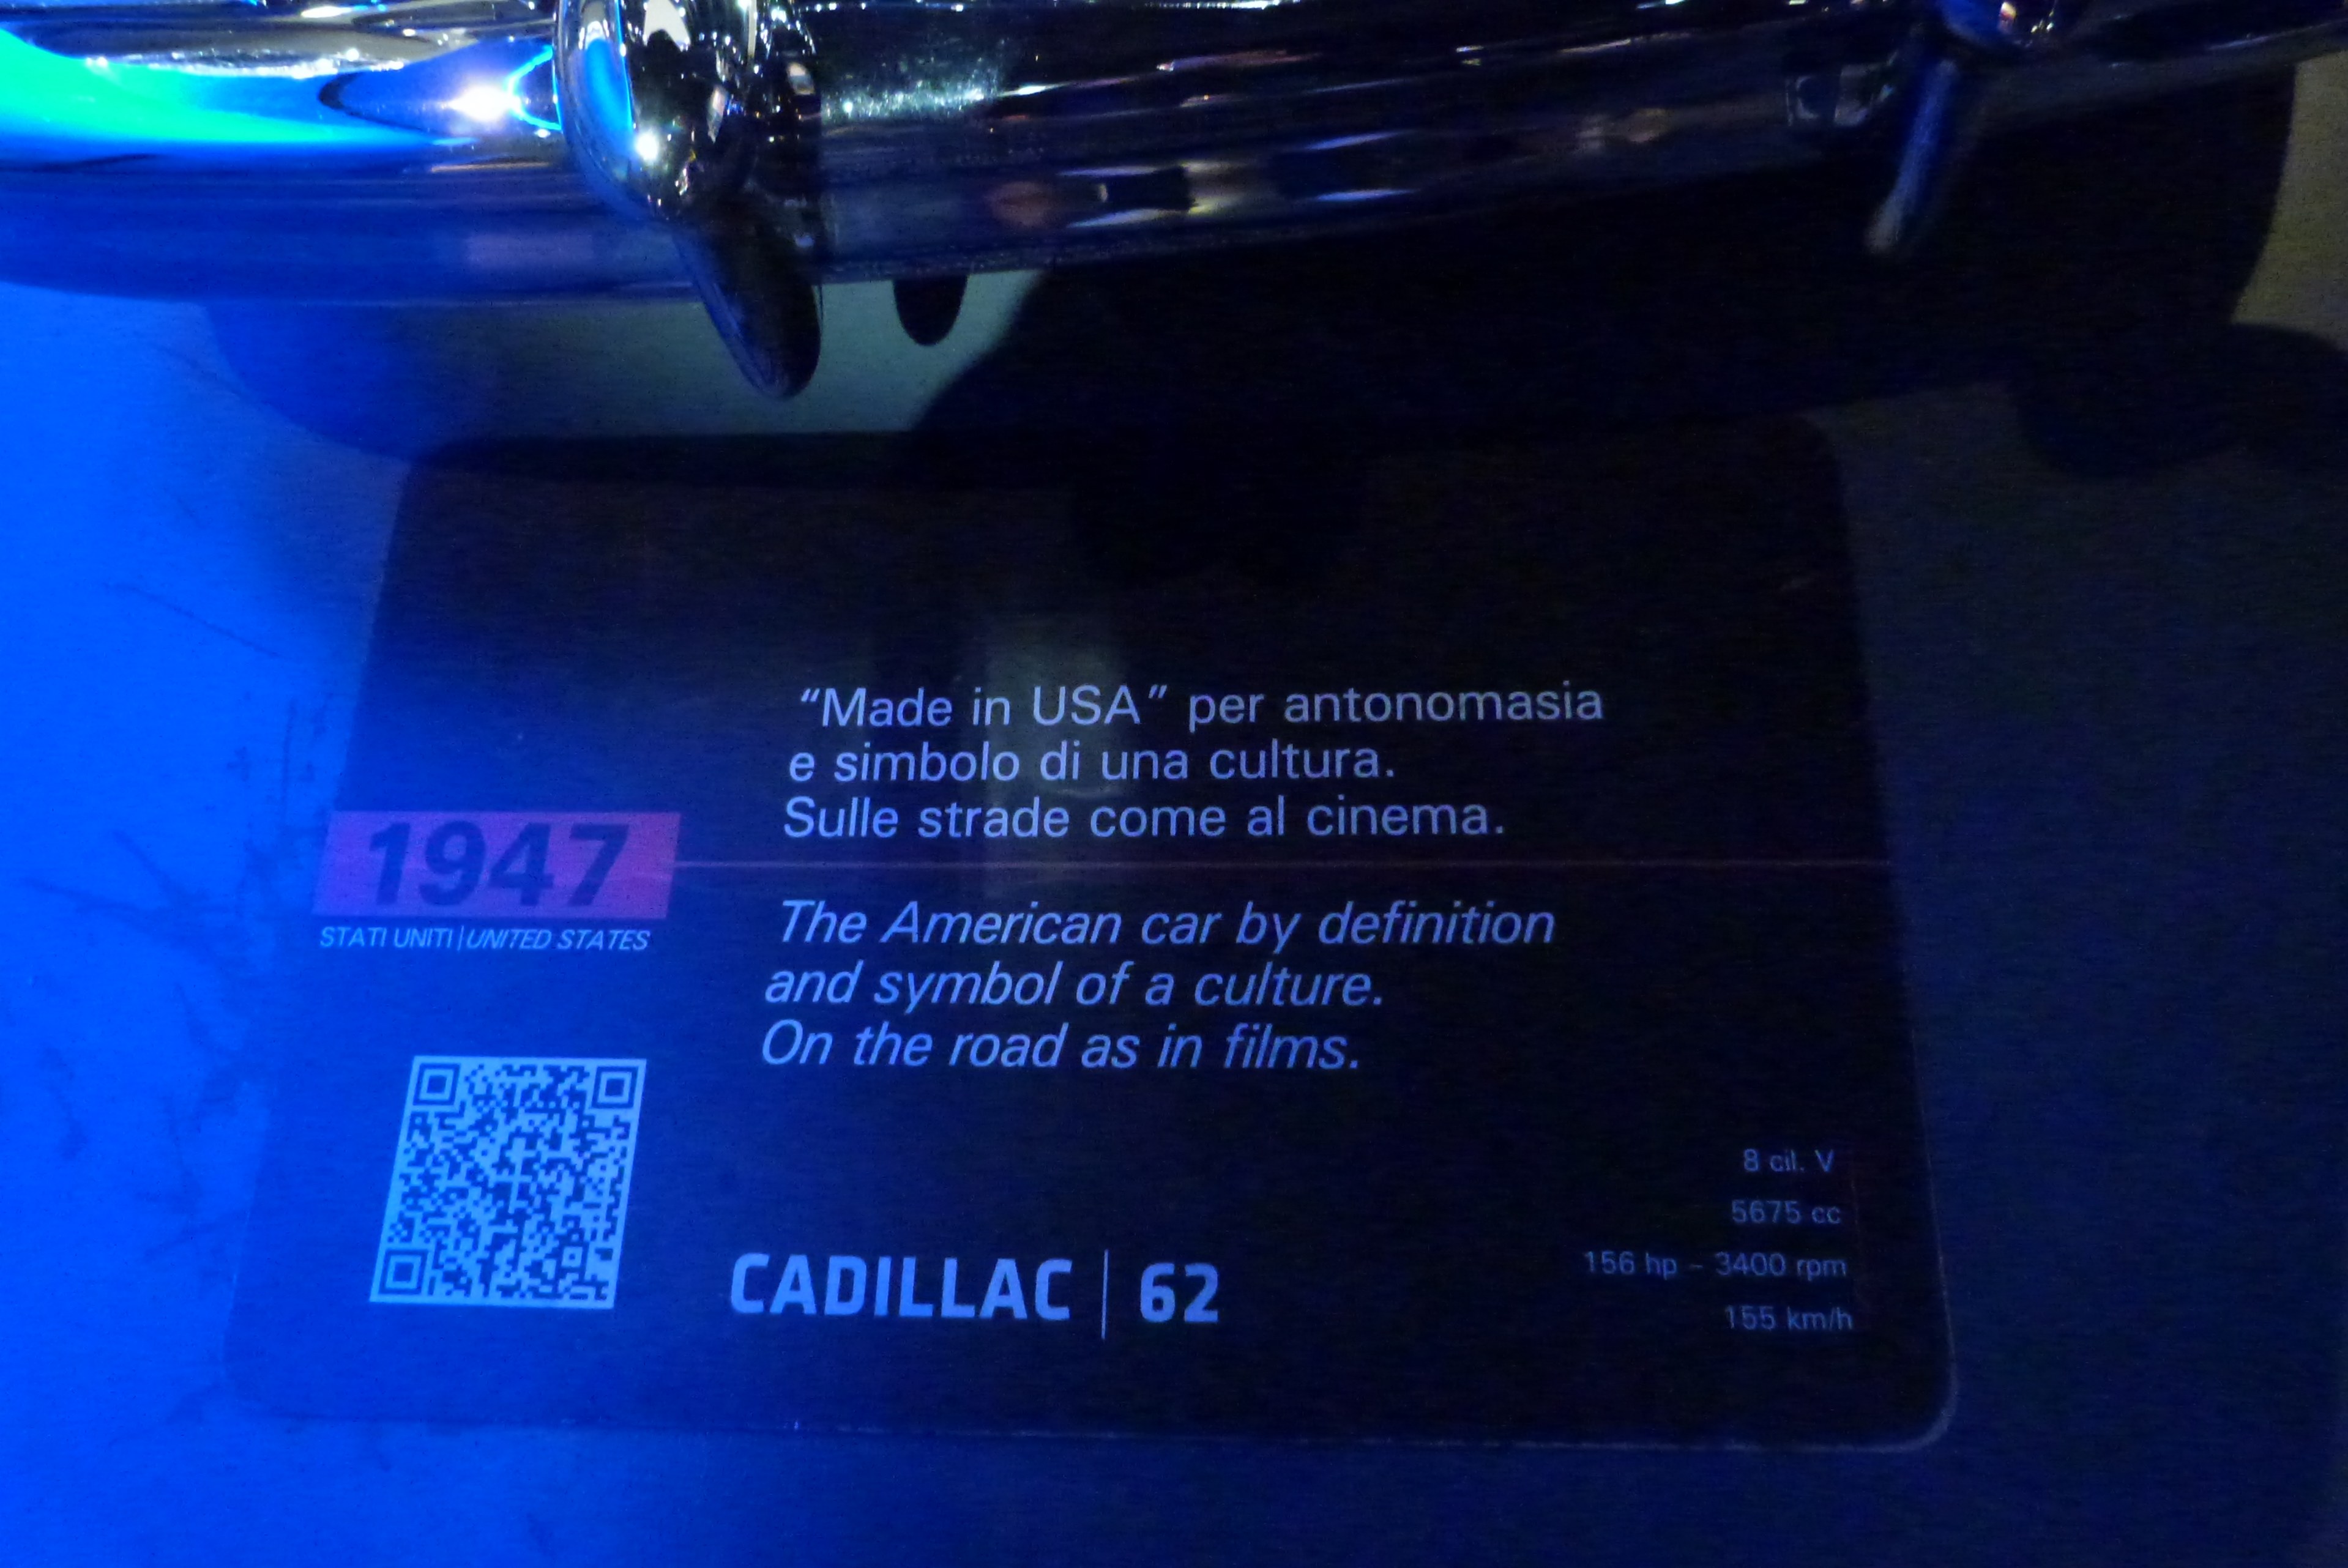 “Made in USA” per antonomasia
e simbolo di una cultura.
Sulle strade come al cinema.
1947
STATI UNITI|UNITED STATES
The American car by definition
and symbol of a culture.
On the road as in films.
CADILLAC | 62
8 cil. V
5675 cc
156 hp – 3400 rpm
155 km/h